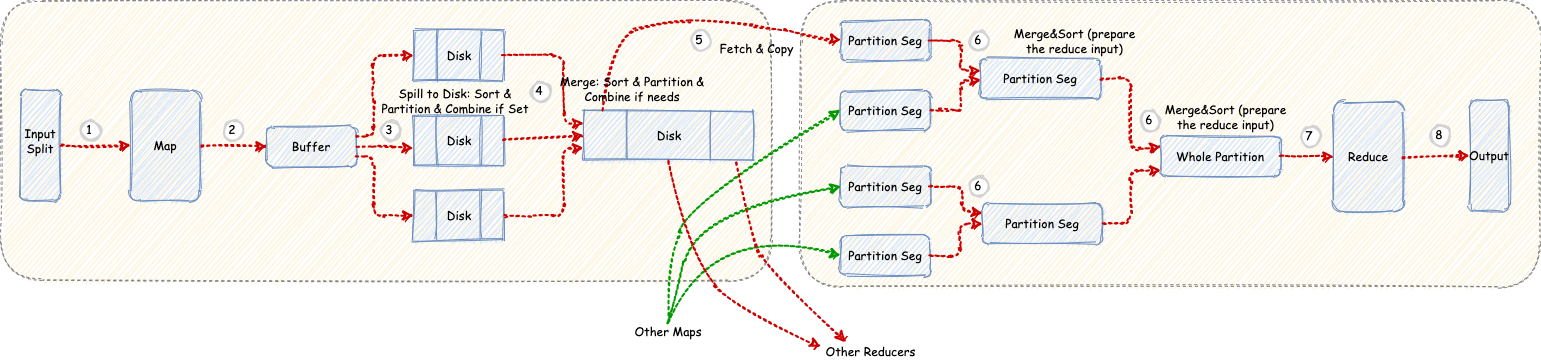 Input
Split
1
Map
2
Buffer
3
Disk
Spill to Disk: Sort &
Partition & Combine if Set
Disk
Disk
4
Merge: Sort & Partition &
Combine if needs
Disk
5
Fetch & Copy
Other Maps
Other Reducers
Partition Seg
Partition Seg
Partition Seg
Partition Seg
6
Merge&Sort (prepare
the reduce input)
Partition Seg
6
Partition Seg
6
Merge&Sort (prepare
the reduce input)
Whole Partition
7
Reduce
8
Output